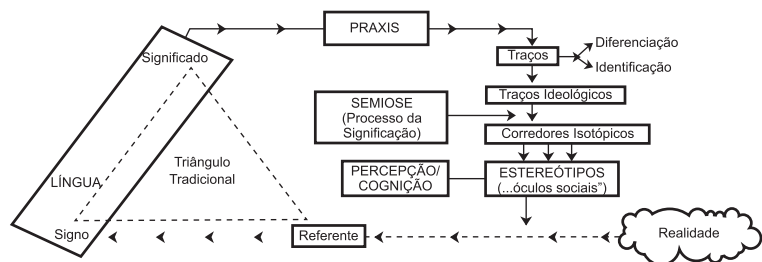 PRAXIS
Significado
Traços
Diferenciação
Identificação
Traços Ideológicos
SEMIOSE
(Processo da
Significação)
Corredores Isotópicos
Triângulo
Tradicional
LÍNGUA
PERCEPÇÃO/
COGNIÇÃO
ESTEREÓTIPOS
(...óculos sociais”)
Signo
Referente
Realidade